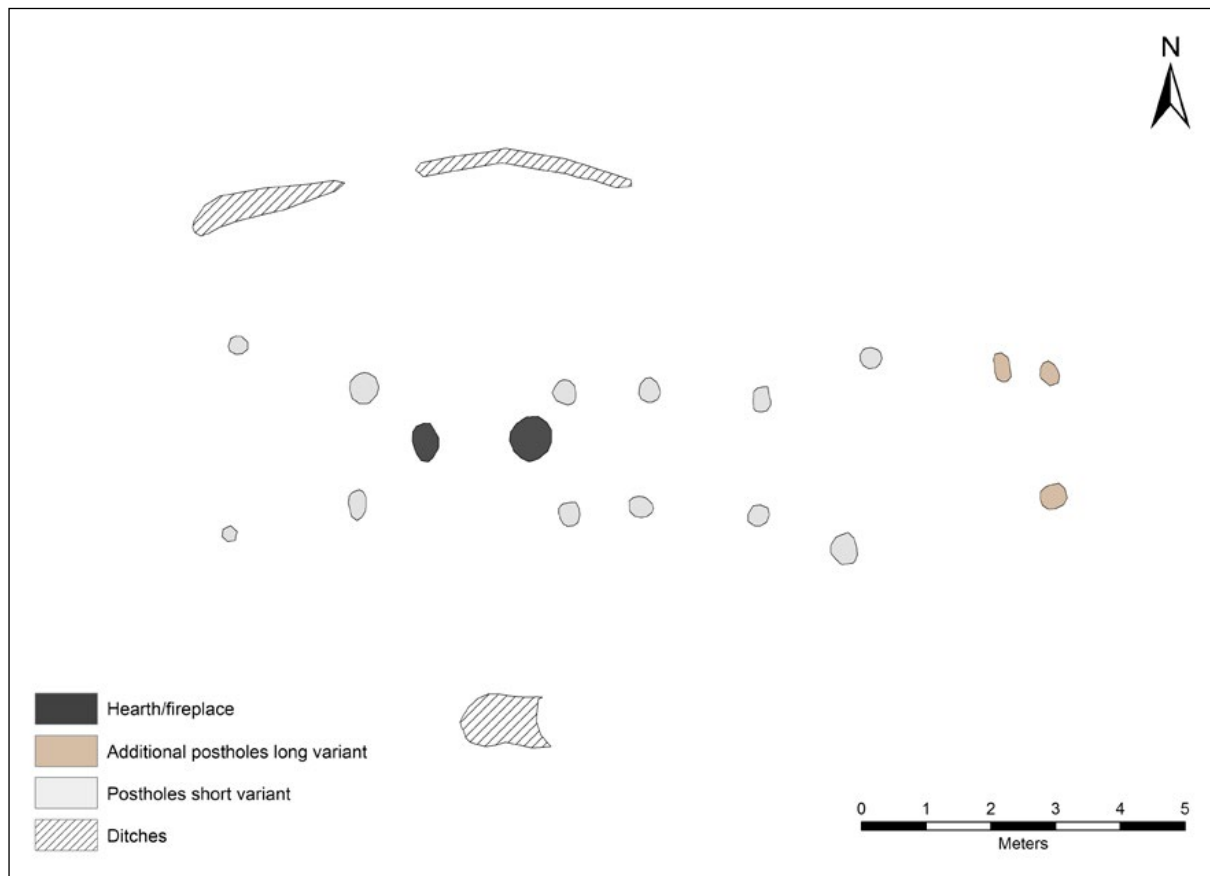 N
Hearth/fireplace
Additional postholes long variant
Postholes short variant
Ditches
0 1 2 3 4 5
Meters